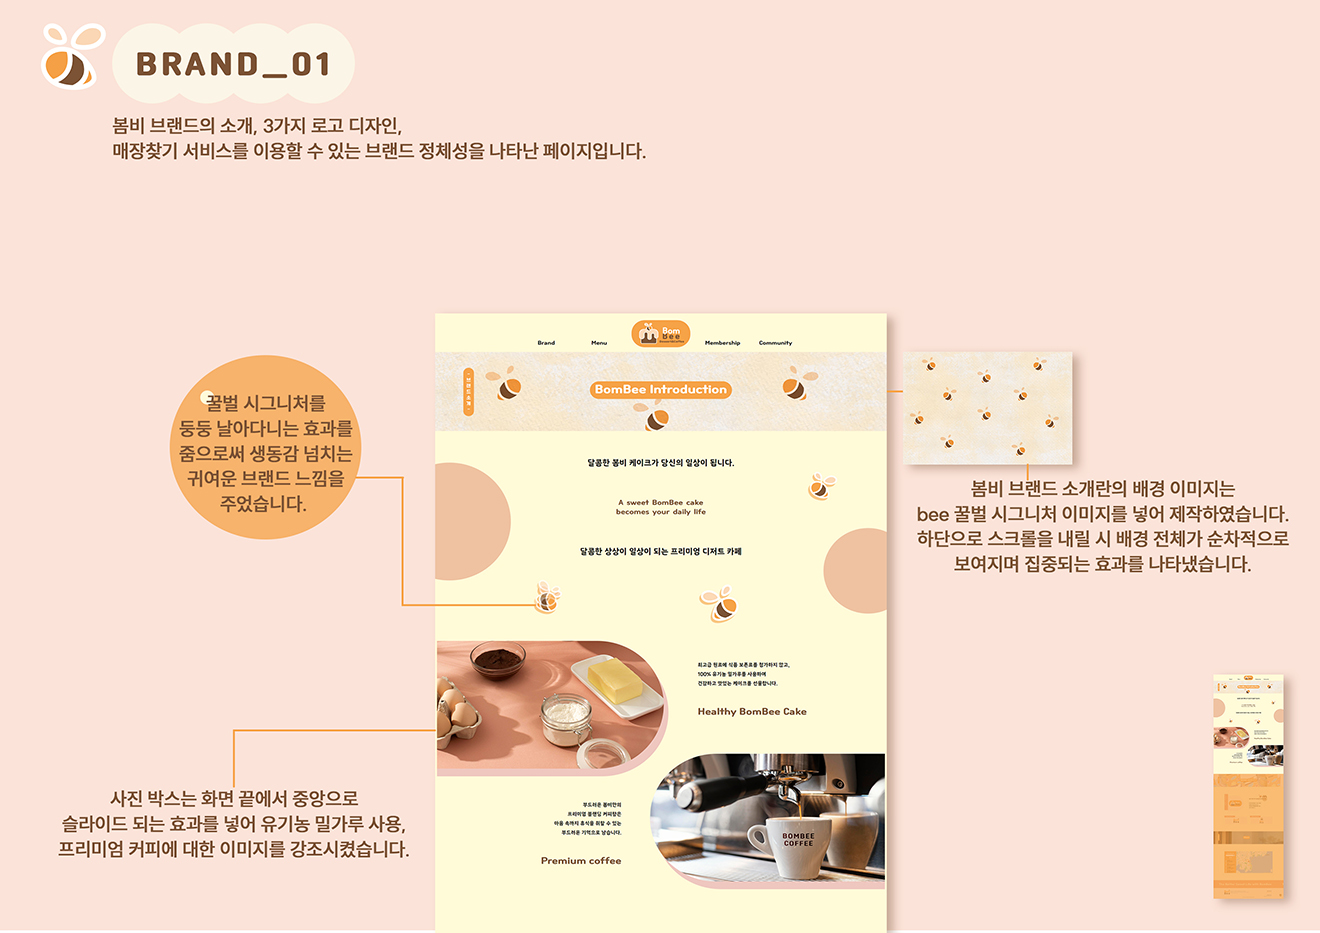 BRAND_01
봄비 브랜드의 소개, 3가지 로고 디자인,
매장찾기 서비스를 이용할 수 있는 브랜드 정체성을 나타난 페이지입니다.
Brand
Menu
Bom
Bee
Membership
Community
브랜드소개
BomBee Introduction
꿀벌 시그니처를
둥둥 날아다니는 효과를
줌으로써 생동감 넘치는
귀여운 브랜드 느낌을
주었습니다.
달콤한 봄비 케이크가 당신의 일상이 됩니다.
A sweet BomBee cake
becomes your daily life
달콤한 상상이 일상이 되는 프리미엄 디저트 카페
봄비 브랜드 소개란의 배경 이미지는
bee 꿀벌 시그니처 이미지를 넣어 제작하였습니다.
하단으로 스크롤을 내릴 시 배경 전체가 순차적으로
보여지며 집중되는 효과를 나타냈습니다.
최고급 원료에 식품 보존료를 첨가하지 않고,
100% 유기농 밀가루를 사용하여
건강하고 맛있는 케이크를 선물합니다.
Healthy BomBee Cake
사진 박스는 화면 끝에서 중앙으로
슬라이드 되는 효과를 넣어 유기농 밀가루 사용,
프리미엄 커피에 대한 이미지를 강조시켰습니다.
부드러운 봄비만의
프리미엄 블렌딩 커피향은
마음 속까지 휴식을 취할 수 있는
부드러운 기억으로 남습니다.
Premium coffee
BOMBEE
COFFEE